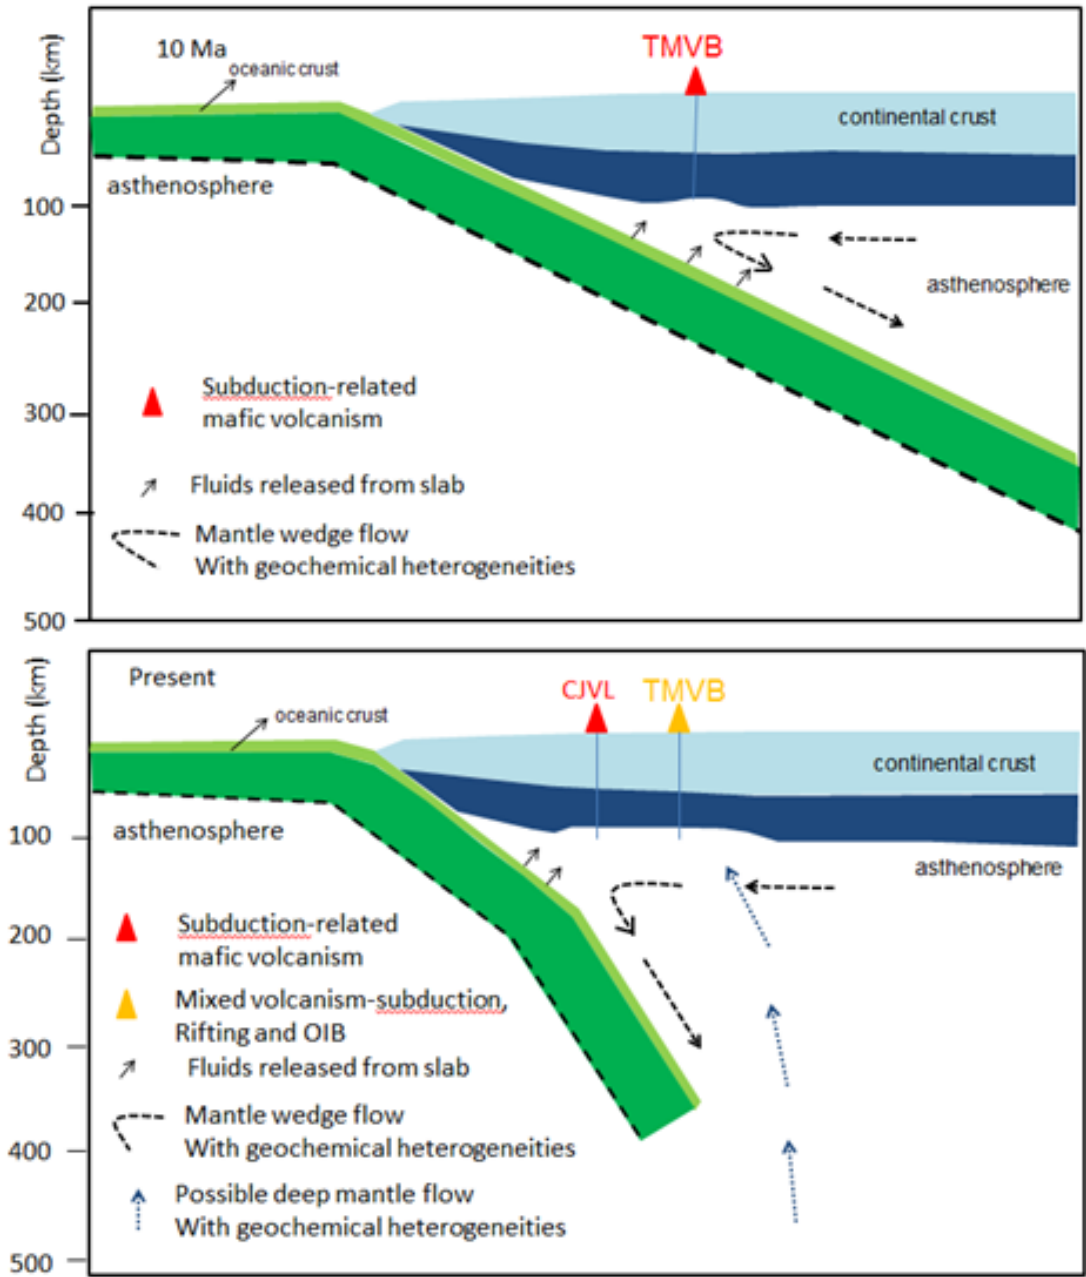 10 Ma
oceanic crust
TMVB
continental crust
Depth (km)
asthenosphere
100
asthenosphere
200
Subduction-related
mafic volcanism
300
Fluids released from slab
400
Mantle wedge flow
With geochemical heterogeneities
500
Present
oceanic crust
CJVL
TMVB
Depth (km)
continental crust
asthenosphere
100
asthenosphere
Subduction-related
mafic volcanism
200
Mixed volcanism-subduction,
Rifting and OIB
300
Fluids released from slab
Mantle wedge flow
With geochemical heterogeneities
400
Possible deep mantle flow
With geochemical heterogeneities
500